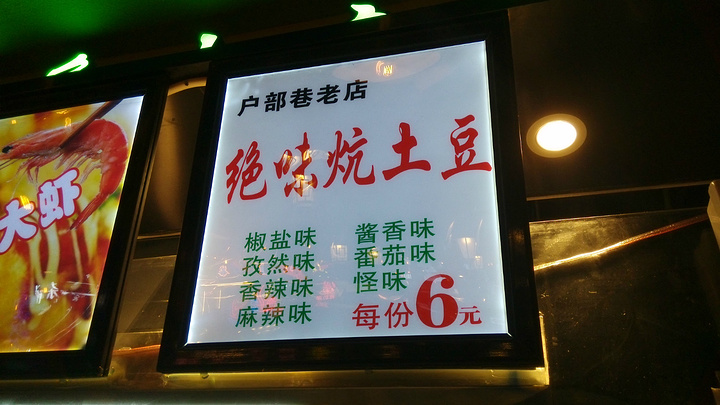 户部巷老店
绝味炕土豆
椒盐味
孜然味
香辣味
麻辣味
酱香味
番茄味
怪味
每份6元
大虾